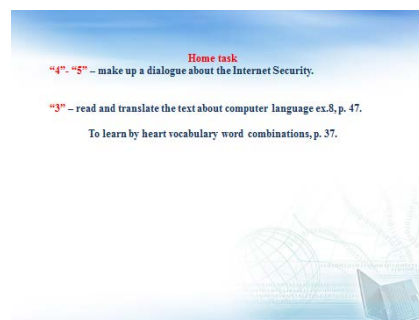 Home task
“4”- “5” – make up a dialogue about the Internet Security.
“3” – read and translate the text about computer language ex.8, p. 47.
To learn by heart vocabulary word combinations, p. 37.